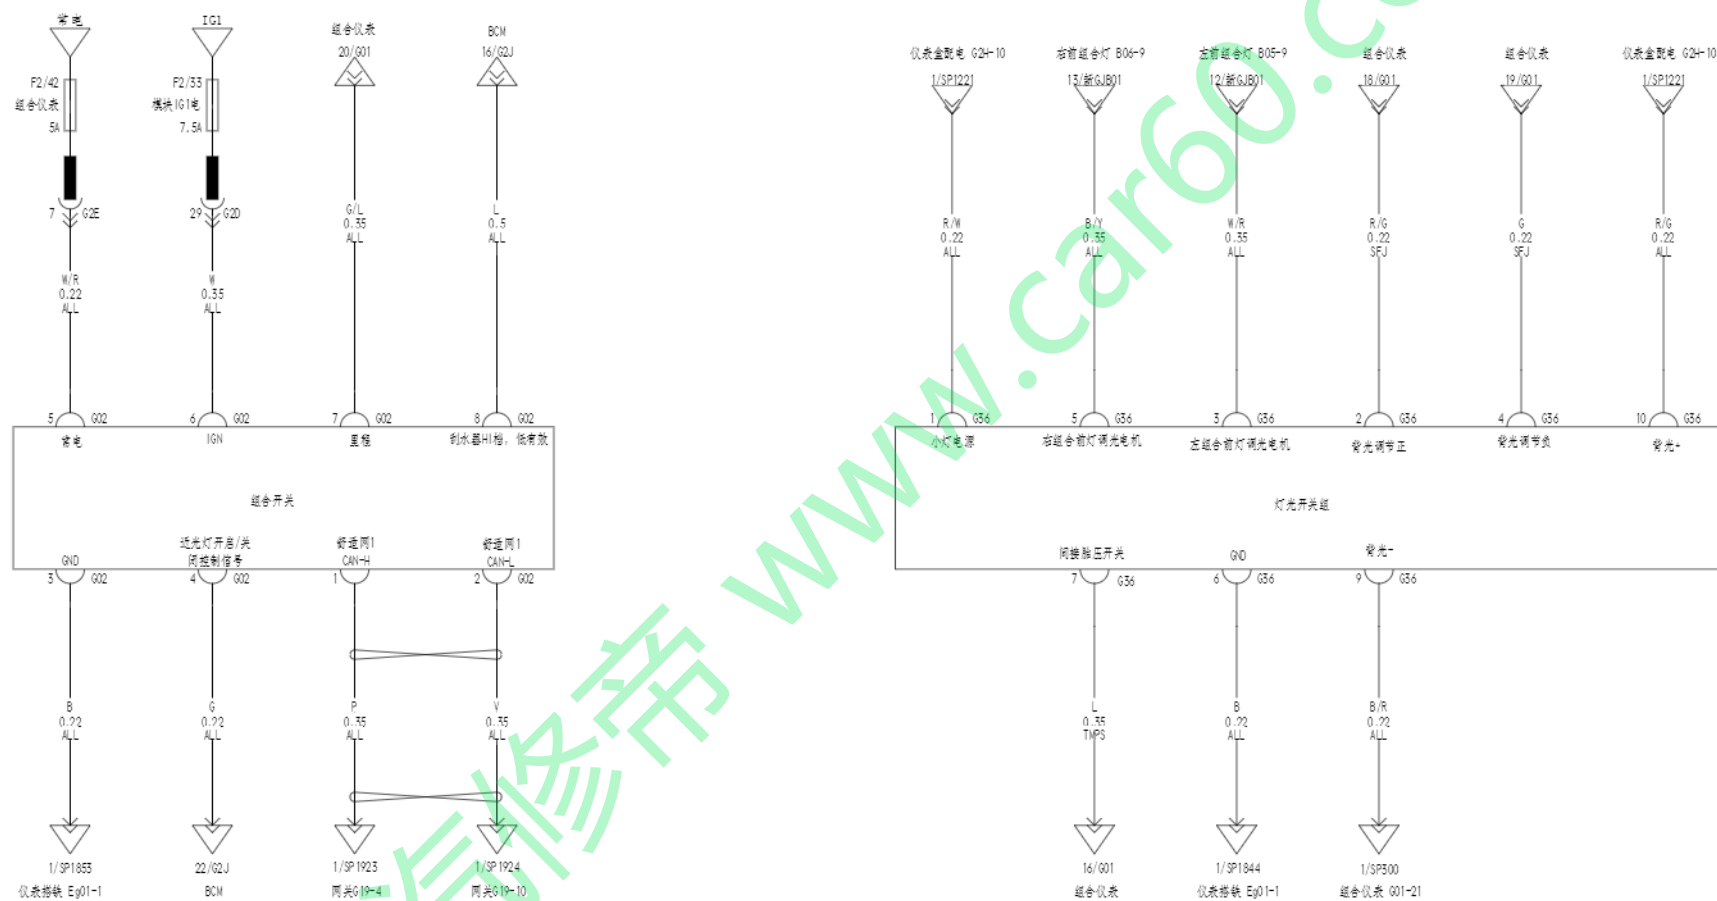 常电
IG1
组合仪表
20/G01
BCM
16/G2J
仪表盒配电 G2H-10
1/SP1221
右前组合灯 B06-9
13/新GJB01
左前组合灯 B05-9
12/新GJB01
组合仪表
18/G01
组合仪表
19/G01
仪表盒配电 G2H-10
1/SP1221
F2/42
组合仪表
5A
F2/33
模块IG1电
7.5A
7 G2E
29 G2D
W/R
0.22
ALL
W
0.35
ALL
G/L
0.35
ALL
L
0.5
ALL
R/W
0.22
ALL
B/Y
0.35
ALL
W/R
0.35
ALL
R/G
0.22
SFJ
G
0.22
SFJ
R/G
0.22
ALL
5 G02
6 G02
7 G02
8 G02
1 G36
5 G36
3 G36
2 G36
4 G36
10 G36
常电
IGN
里程
刮水器HI档，低有效
小灯电源
右组合前灯调光电机
左组合前灯调光电机
背光调节正
背光调节负
背光+
组合开关
灯光开关组
GND
近光灯开启/关
闭控制信号
舒适网1
CAN-H
舒适网1
CAN-L
间接胎压开关
GND
背光-
3 G02
4 G02
1 G02
2 G02
7 G36
6 G36
9 G36
B
0.22
ALL
G
0.22
ALL
P
0.35
ALL
V
0.35
ALL
L
0.35
TMPS
B
0.22
ALL
B/R
0.22
ALL
1/SP1853
仪表搭铁 Eg01-1
22/G2J
BCM
1/SP1923
网关G19-4
1/SP1924
网关G19-10
16/G01
组合仪表
1/SP1844
仪表搭铁 Eg01-1
1/SP300
组合仪表 G01-21
汽修帝 www.car60.co